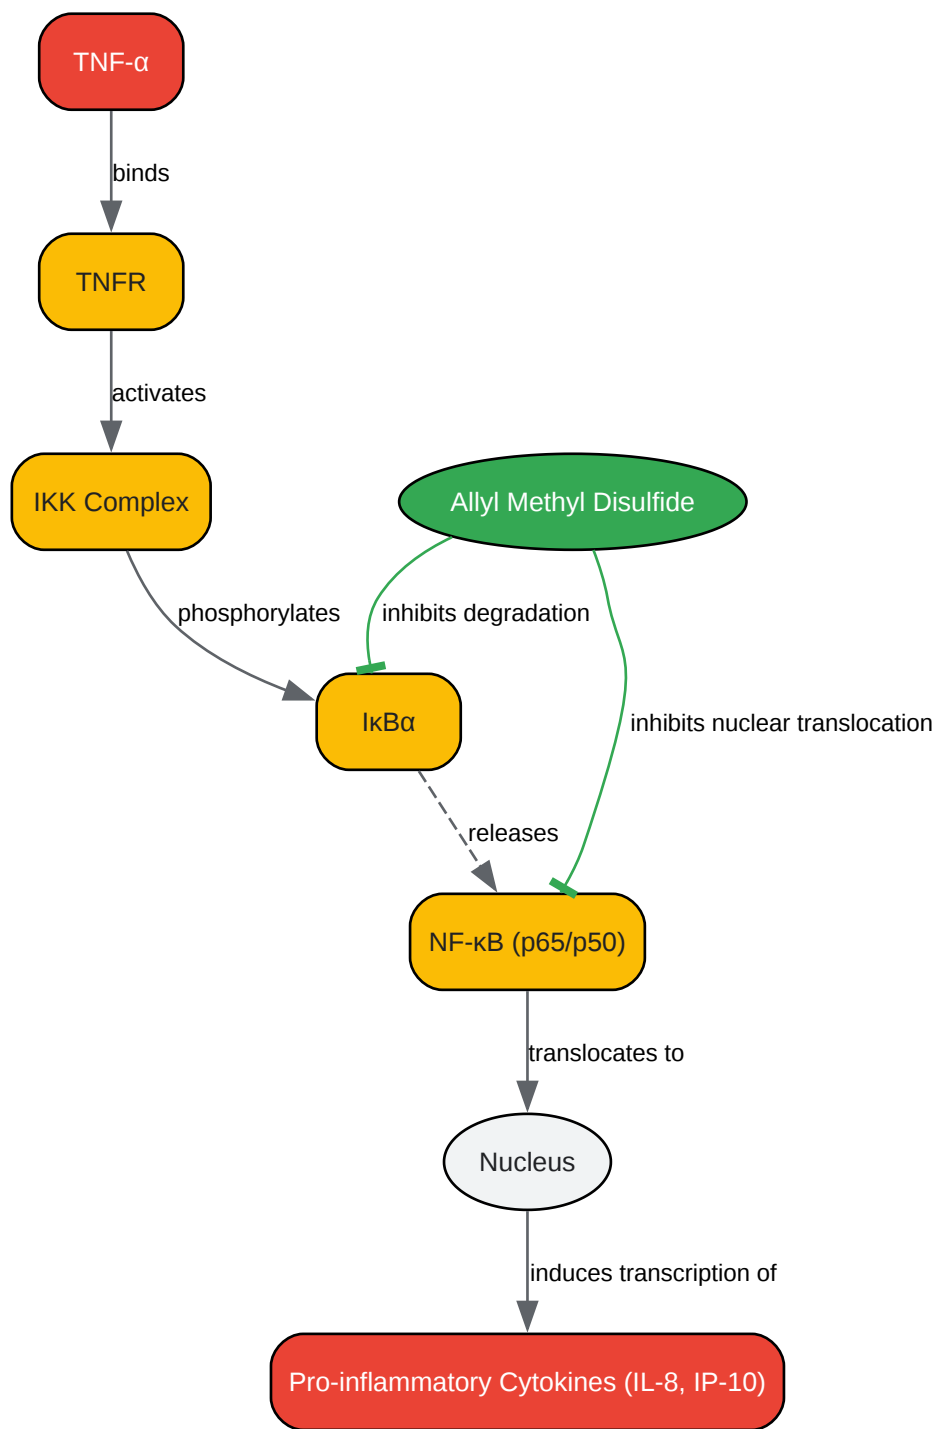 TNF-α
binds
TNFR
activates
IKK Complex
Allyl Methyl Disulfide
phosphorylates
inhibits degradation
IκBα
inhibits nuclear translocation
releases
NF-κB (p65/p50)
translocates to
Nucleus
induces transcription of
Pro-inflammatory Cytokines (IL-8, IP-10)